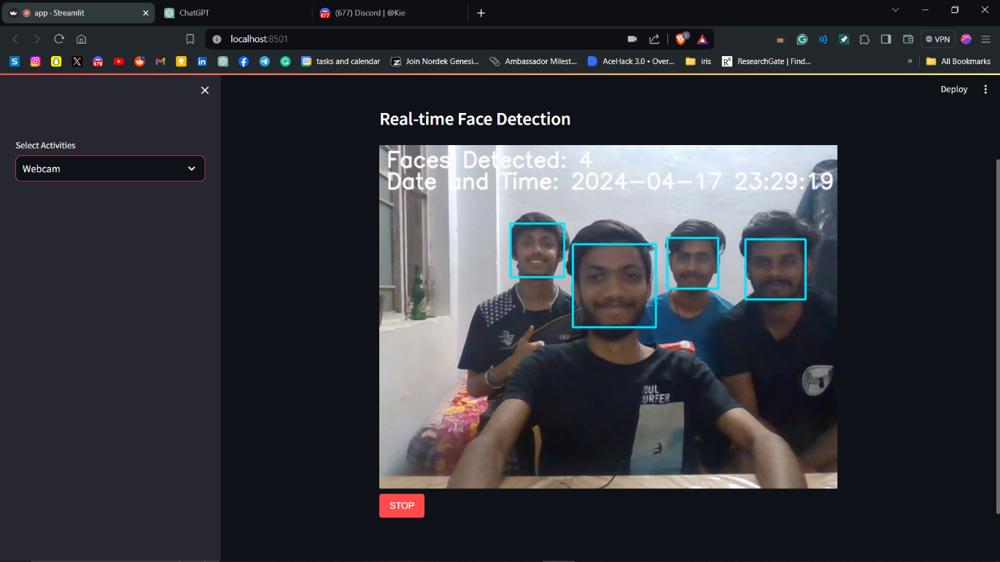 app · Streamlit
ChatGPT
(677) Discord | @Kie
localhost:8501
1
VPN
679
tasks and calendar
Join Nordek Genesi...
Ambassador Milest...
AceHack 3.0 • Over...
iris
ResearchGate | Find...
»
All Bookmarks
Deploy
Select Activities
Webcam
Real-time Face Detection
Faces Detected: 4
Date and Time: 2024-04-17 23:29:19
STOP